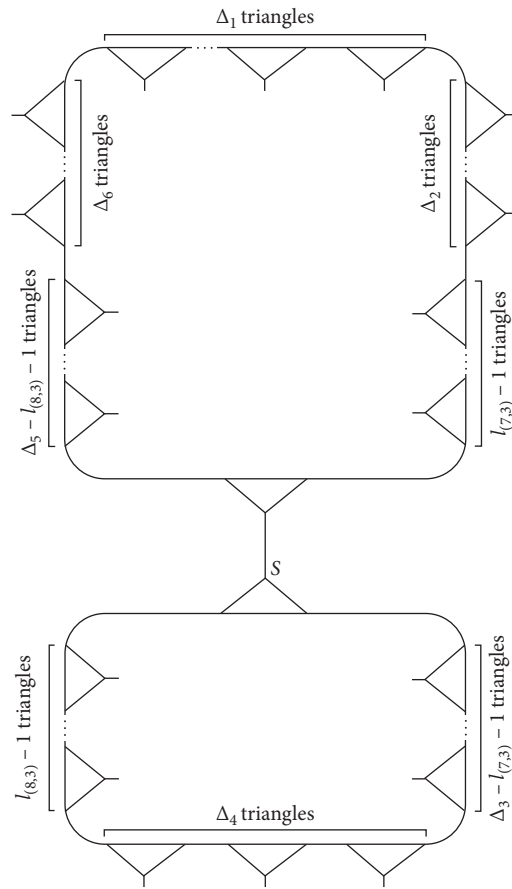 Δ₁ triangles
Δ₆ triangles
Δ₂ triangles
Δ₅ − l₍₈,₃₎ − 1 triangles
l₍₇,₃₎ − 1 triangles
S
l₍₈,₃₎ − 1 triangles
Δ₃ − l₍₇,₃₎ − 1 triangles
Δ₄ triangles